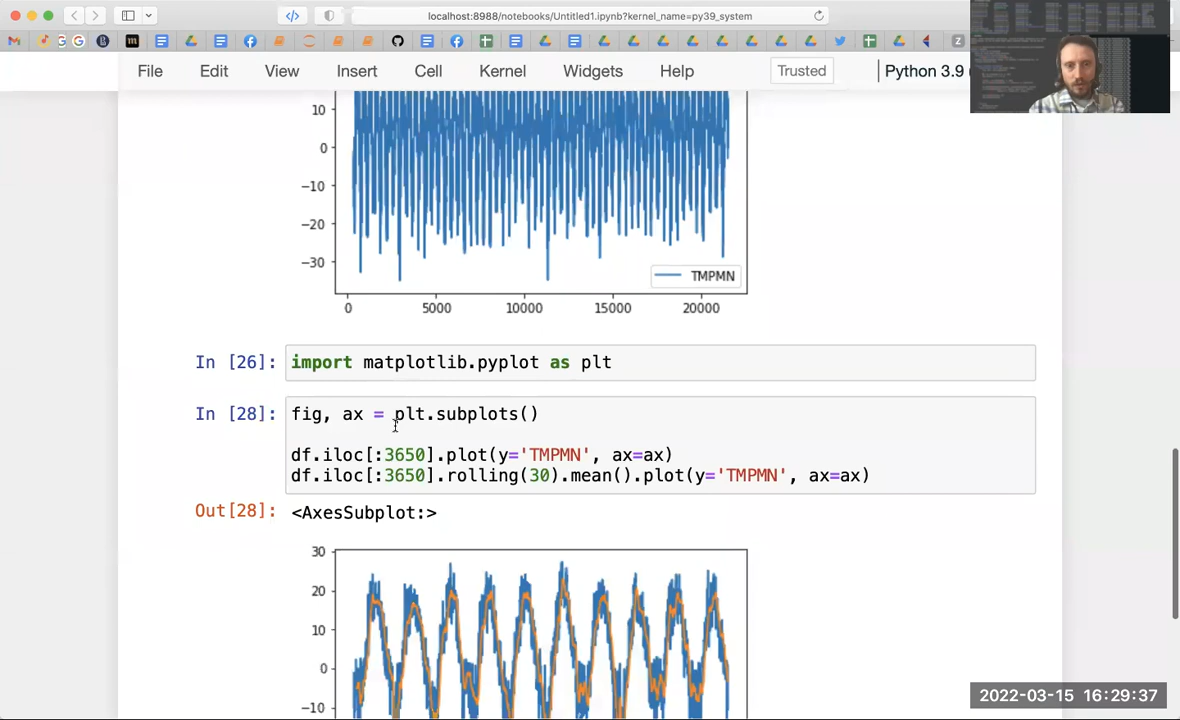 localhost:8988/notebooks/Untitled1.ipynb?kernel_name=py39_system
File Edit View Insert Cell Kernel Widgets Help Trusted Python 3.9
10
0
−10
−20
−30
TMPMN
0 5000 10000 15000 20000
In [26]: import matplotlib.pyplot as plt
In [28]: fig, ax = plt.subplots()
df.iloc[:3650].plot(y='TMPMN', ax=ax)
df.iloc[:3650].rolling(30).mean().plot(y='TMPMN', ax=ax)
Out[28]: <AxesSubplot:>
30
20
10
0
−10
2022-03-15 16:29:37